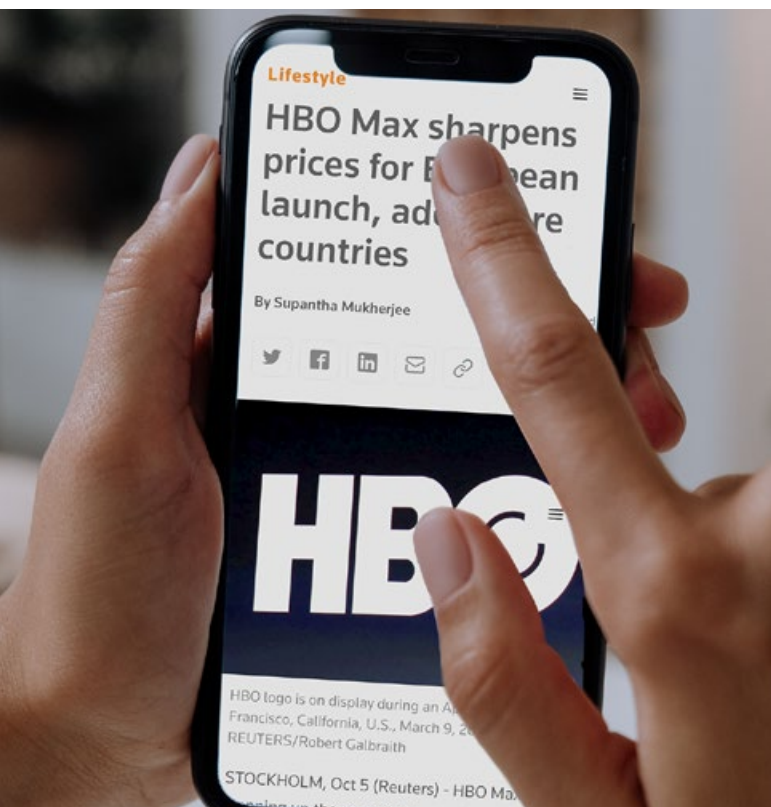 Lifestyle
HBO Max sharpens
prices for
launch,
countries
By Supantha Mukherjee
HBO
HBO logo is on display during an
Francisco, California, U.S., March 9,
REUTERS/Robert Galbraith
STOCKHOLM, Oct 5 (Reuters) - HBO